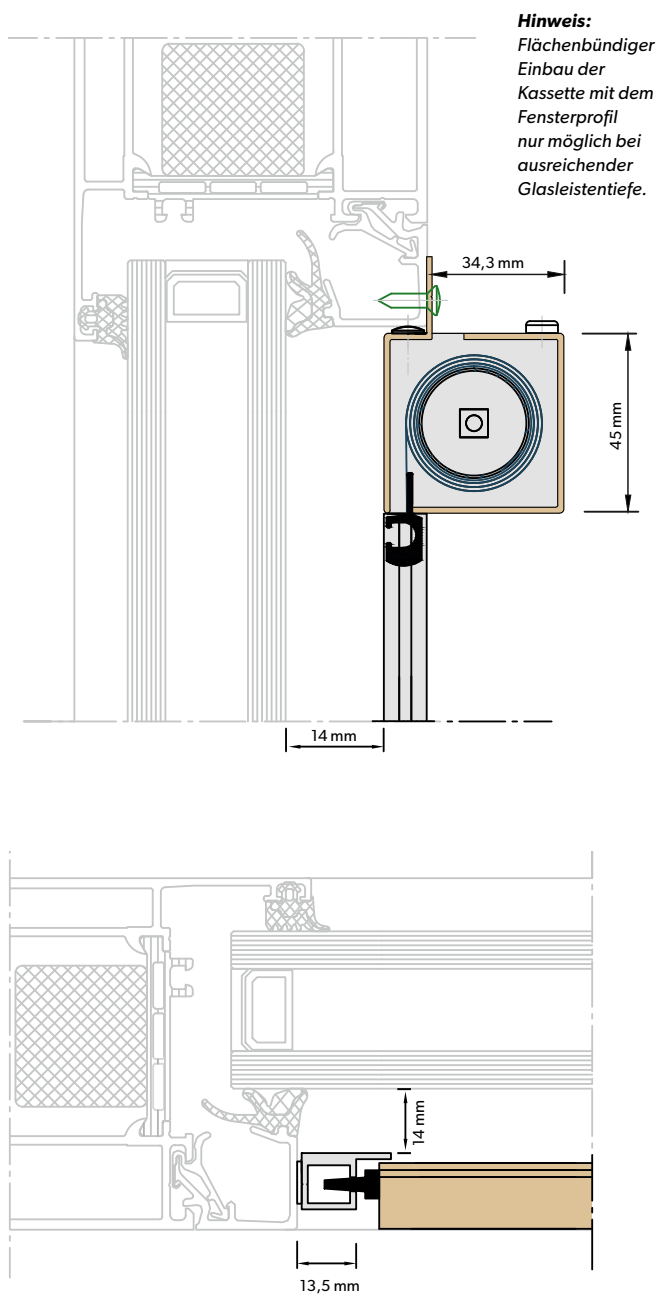 Hinweis:
Flächenbündiger
Einbau der
Kassette mit dem
Fensterprofil
nur möglich bei
ausreichender
Glasleistentiefe.
34,3 mm
45 mm
14 mm
14 mm
13,5 mm